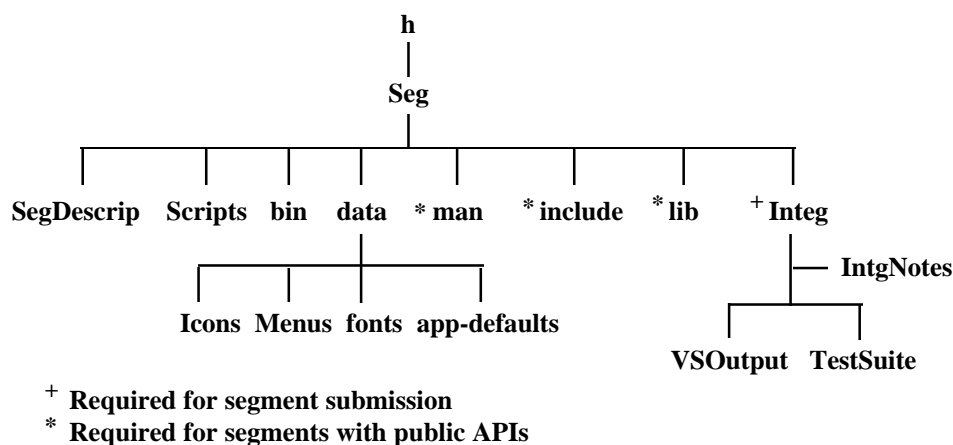 h
Seg
SegDescrip Scripts bin data * man * include * lib + Integ
IntgNotes
Icons Menus fonts app-defaults
VSOutput TestSuite
+ Required for segment submission
* Required for segments with public APIs